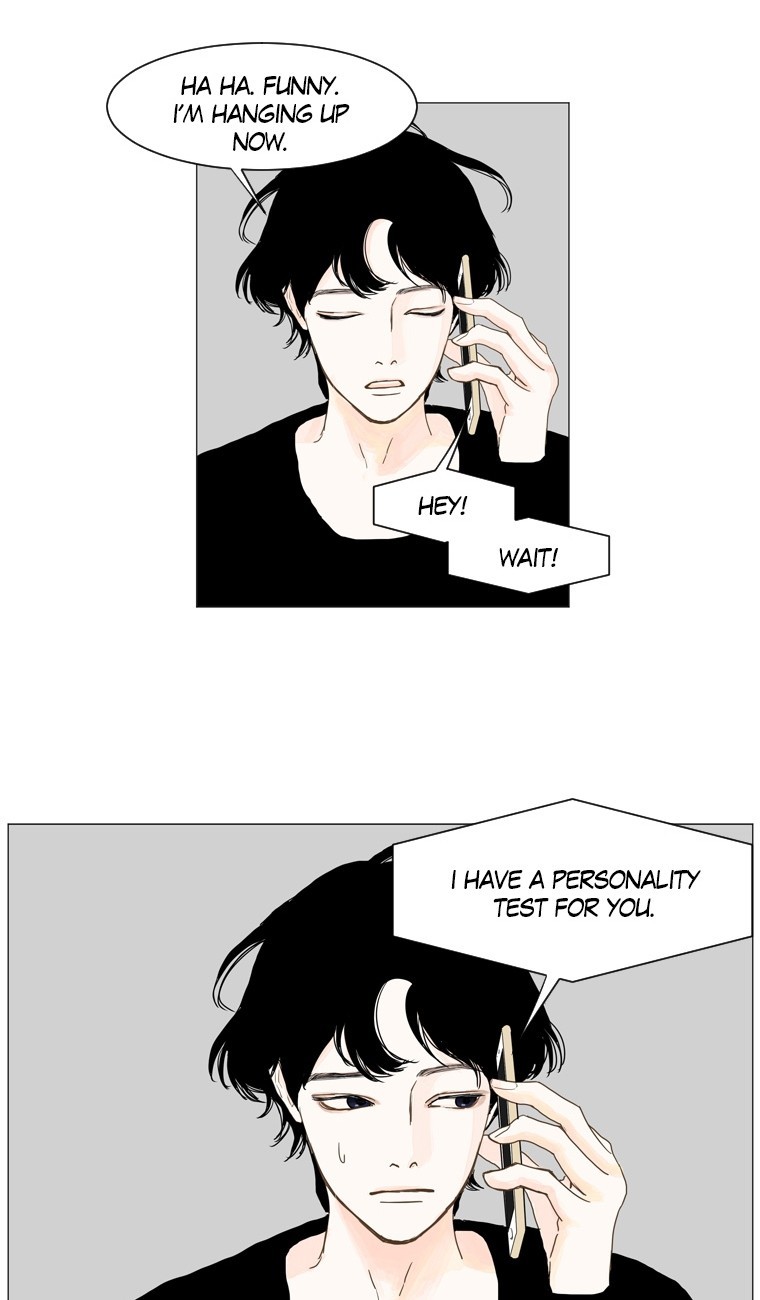 HA HA. FUNNY.
I'M HANGING UP
NOW.
HEY!
WAIT!
I HAVE A PERSONALITY
TEST FOR YOU.